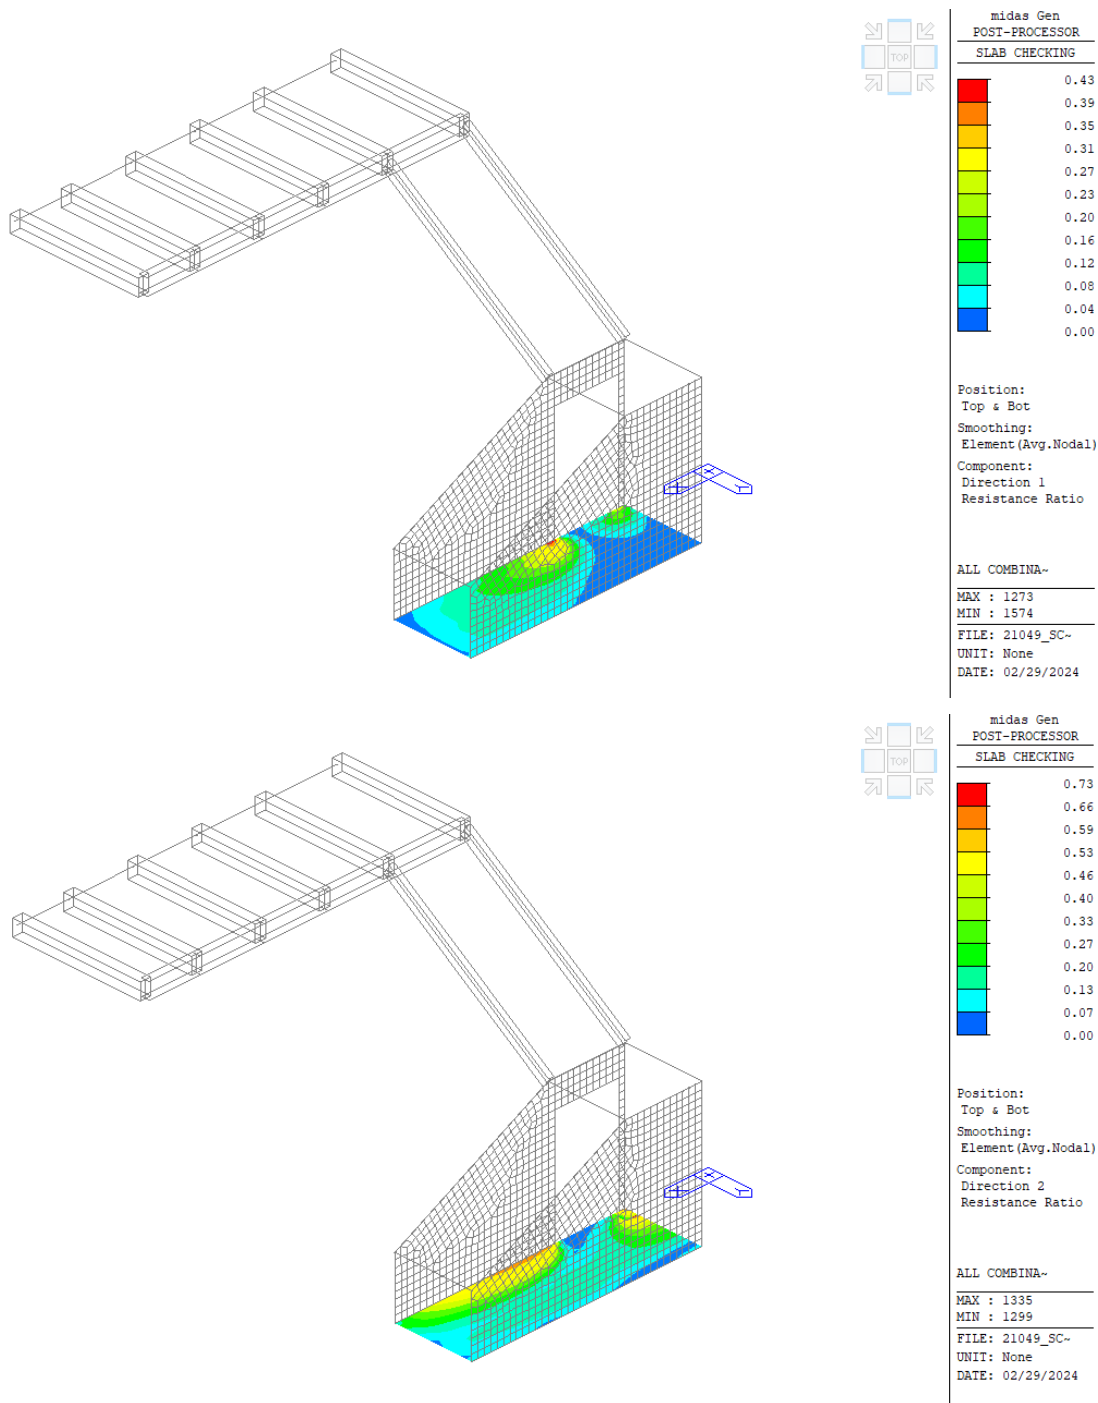 TOP
midas Gen
POST-PROCESSOR
SLAB CHECKING
0.43
0.39
0.35
0.31
0.27
0.23
0.20
0.16
0.12
0.08
0.04
0.00
Position:
Top & Bot
Smoothing:
Element(Avg.Nodal)
Component:
Direction 1
Resistance Ratio
ALL COMBINA~
MAX : 1273
MIN : 1574
FILE: 21049_SC~
UNIT: None
DATE: 02/29/2024
TOP
midas Gen
POST-PROCESSOR
SLAB CHECKING
0.73
0.66
0.59
0.53
0.46
0.40
0.33
0.27
0.20
0.13
0.07
0.00
Position:
Top & Bot
Smoothing:
Element(Avg.Nodal)
Component:
Direction 2
Resistance Ratio
ALL COMBINA~
MAX : 1335
MIN : 1299
FILE: 21049_SC~
UNIT: None
DATE: 02/29/2024